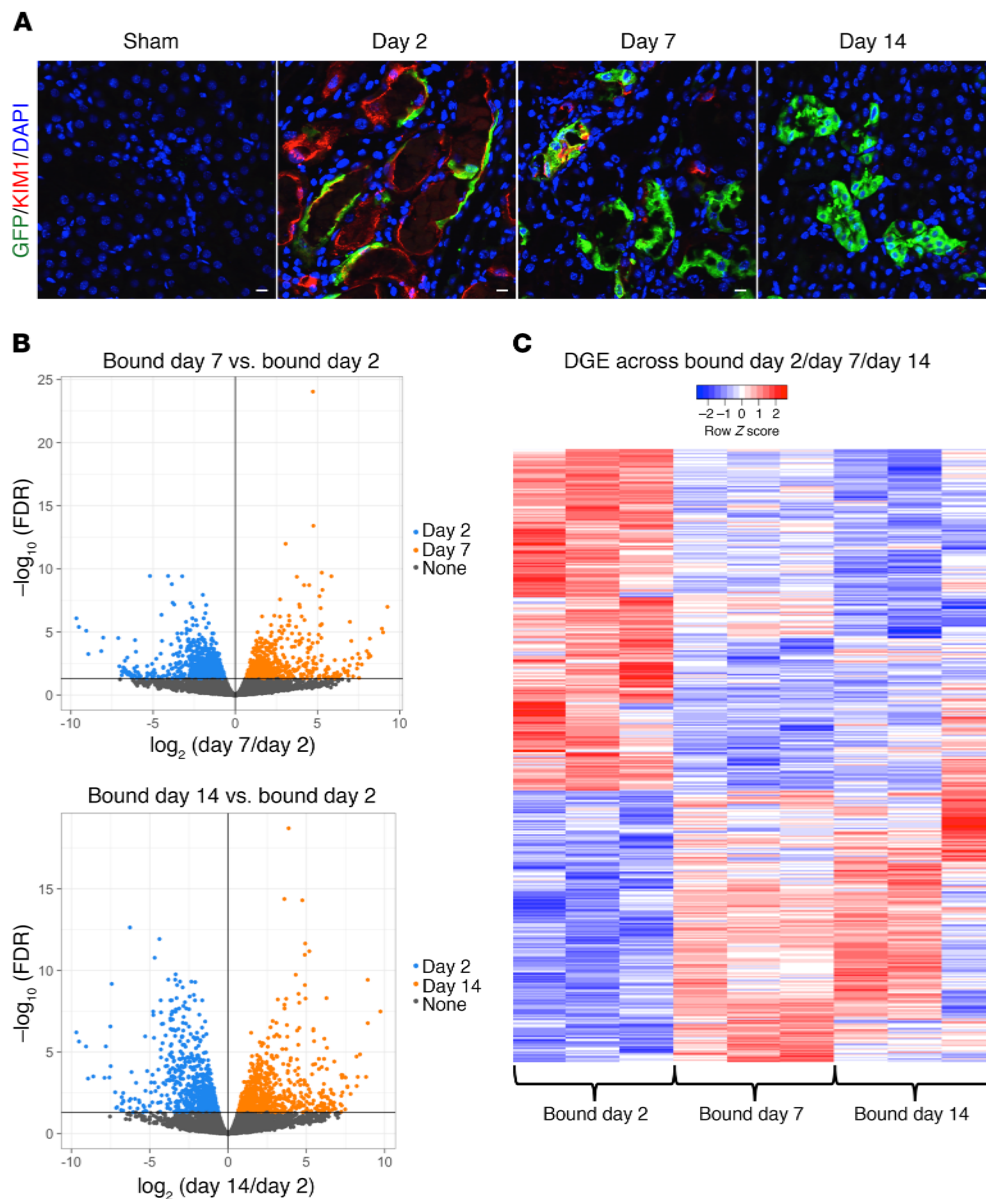 A
Sham Day 2 Day 7 Day 14
GFP/KIM1/DAPI
B
Bound day 7 vs. bound day 2
25
20
15
10
5
0
-10 -5 0 5 10
–log10 (FDR)
log2 (day 7/day 2)
Day 2
Day 7
None
Bound day 14 vs. bound day 2
15
10
5
0
-10 -5 0 5 10
–log10 (FDR)
log2 (day 14/day 2)
Day 2
Day 14
None
C
DGE across bound day 2/day 7/day 14
–2 –1 0 1 2
Row Z score
Bound day 2 Bound day 7 Bound day 14